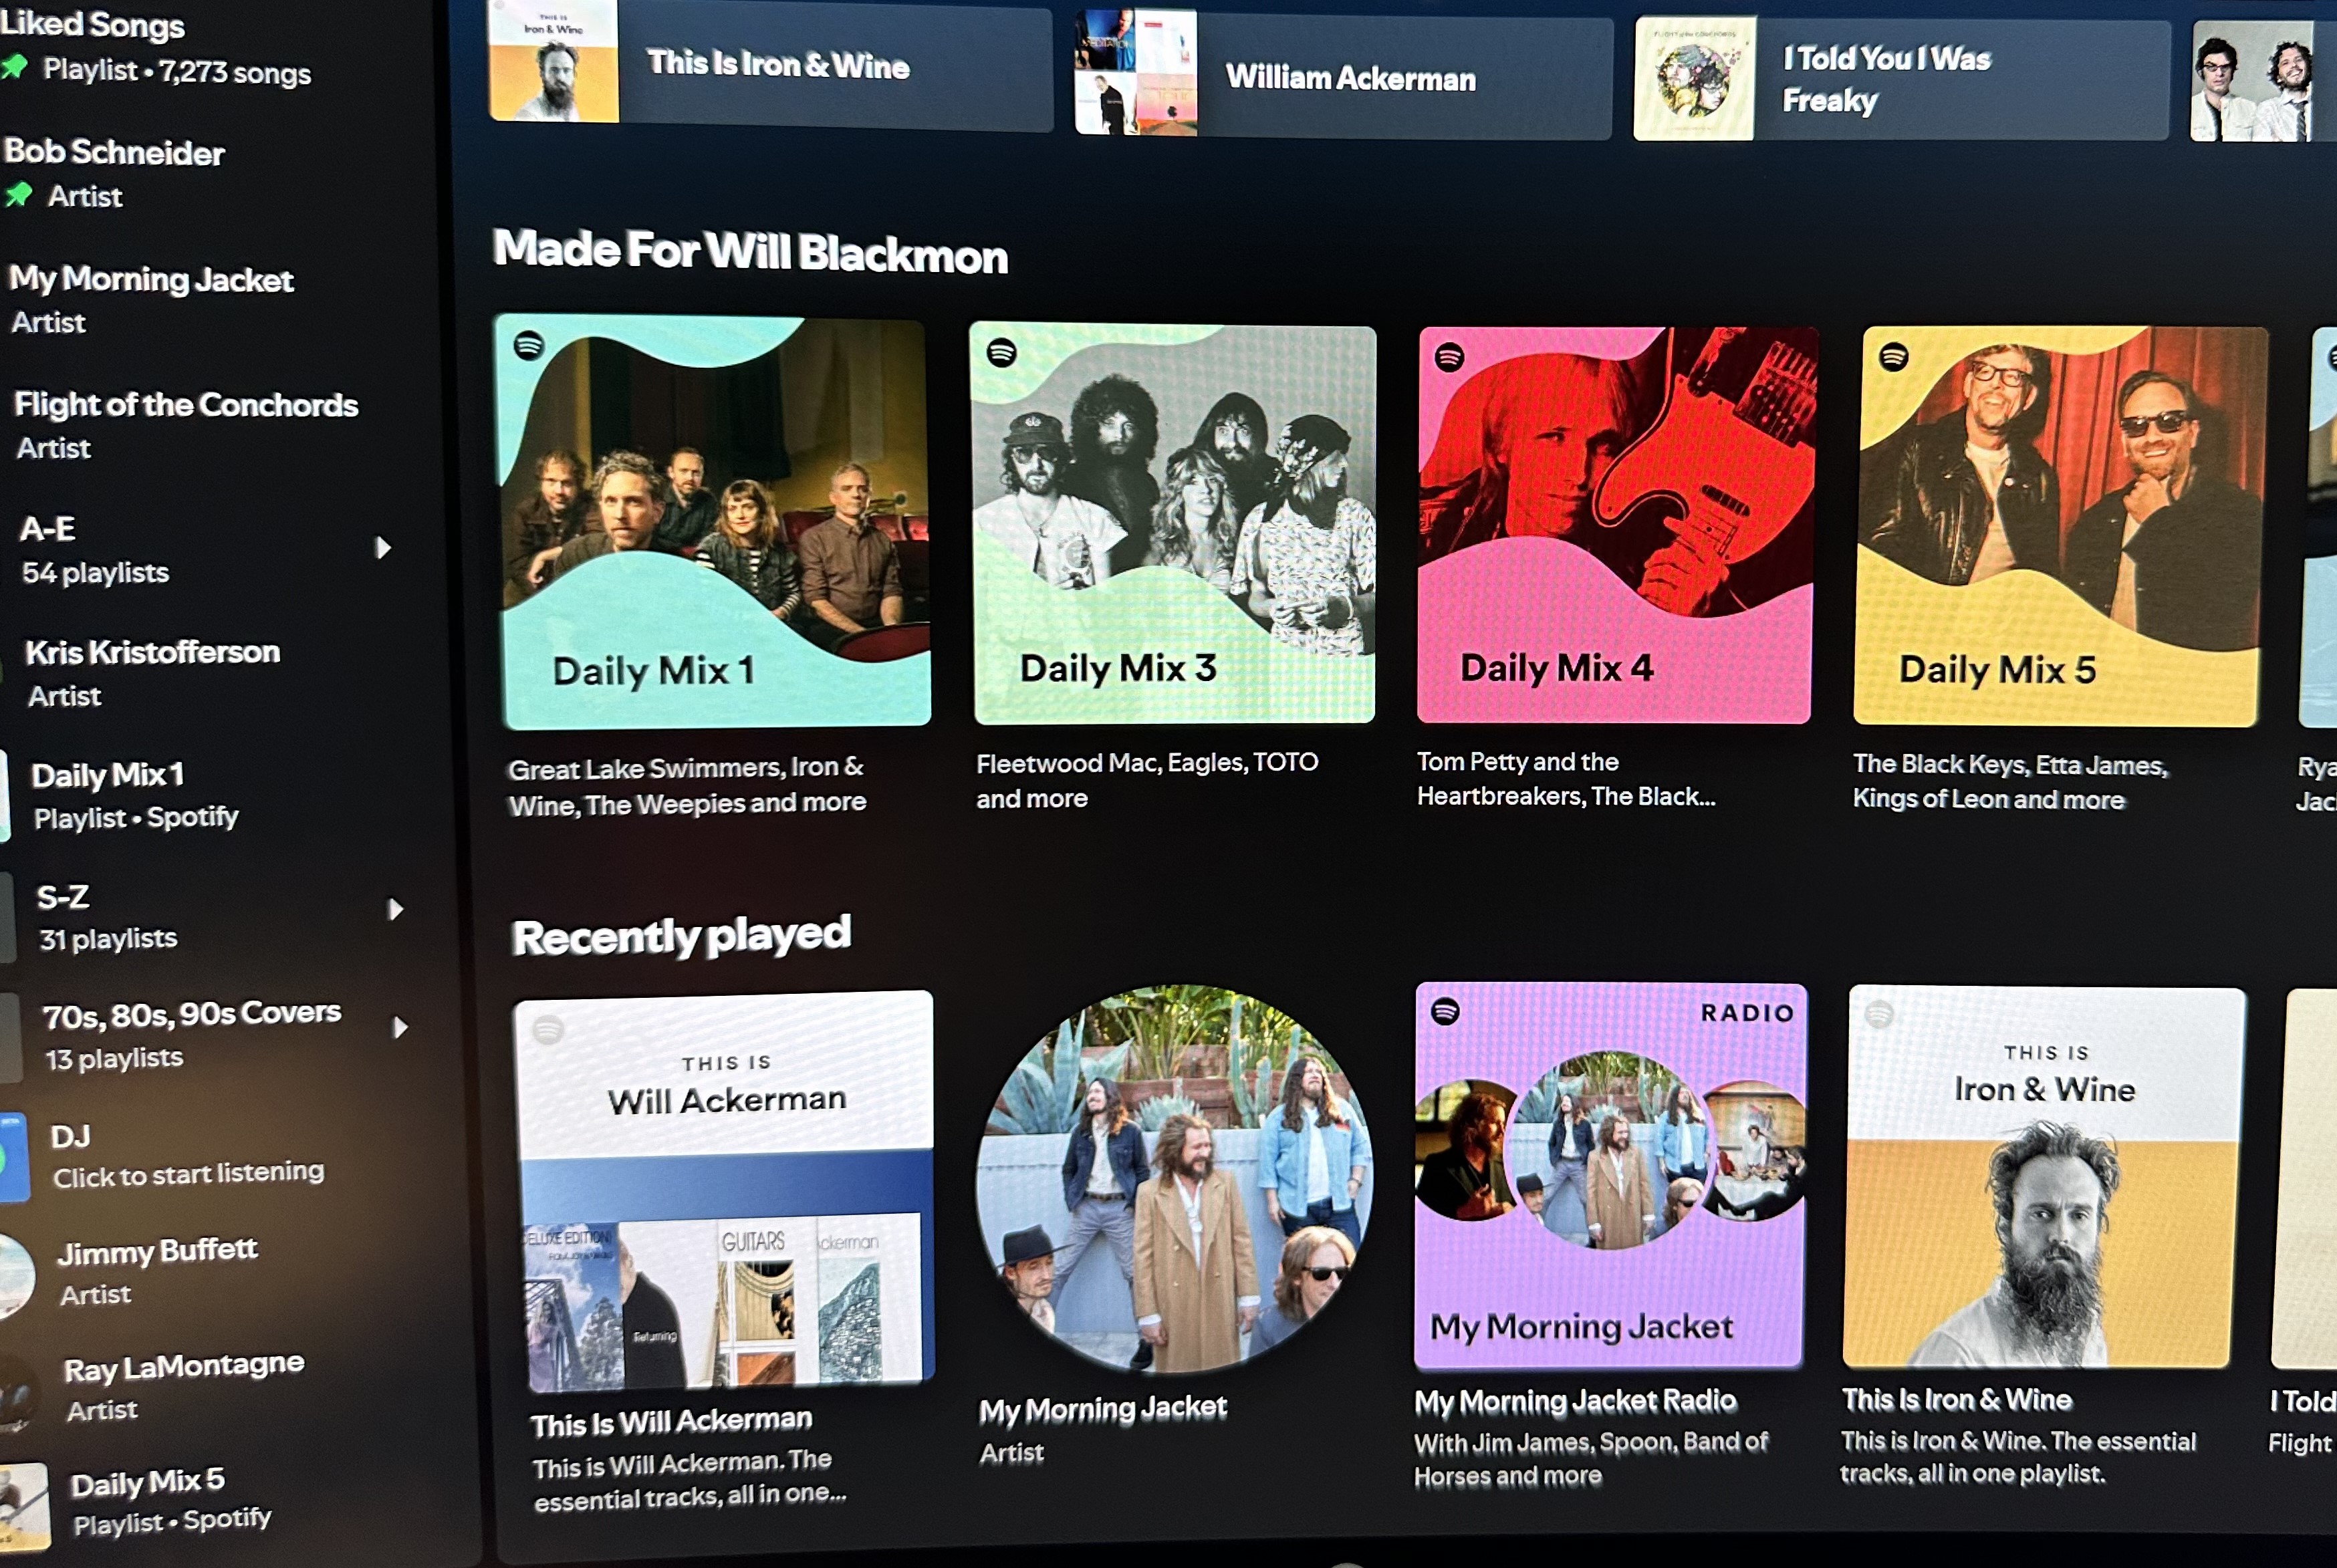 Liked Songs
Playlist • 7,273 songs
Bob Schneider
Artist
My Morning Jacket
Artist
Flight of the Conchords
Artist
A-E
54 playlists
Kris Kristofferson
Artist
Daily Mix 1
Playlist • Spotify
S-Z
31 playlists
70s, 80s, 90s Covers
13 playlists
DJ
Click to start listening
Jimmy Buffett
Artist
Ray LaMontagne
Artist
Daily Mix 5
Playlist • Spotify
THIS IS
Iron & Wine
This Is Iron & Wine
William Ackerman
I Told You I Was
Freaky
Made For Will Blackmon
Daily Mix 1
Great Lake Swimmers, Iron &
Wine, The Weepies and more
Daily Mix 3
Fleetwood Mac, Eagles, TOTO
and more
Daily Mix 4
Tom Petty and the
Heartbreakers, The Black...
Daily Mix 5
The Black Keys, Etta James,
Kings of Leon and more
Rya
Jac
Recently played
THIS IS
Will Ackerman
DELUXE EDITION
Returning
GUITARS
ckerman
This Is Will Ackerman
This is Will Ackerman. The
essential tracks, all in one...
My Morning Jacket
Artist
RADIO
My Morning Jacket
My Morning Jacket Radio
With Jim James, Spoon, Band of
Horses and more
THIS IS
Iron & Wine
This Is Iron & Wine
This is Iron & Wine. The essential
tracks, all in one playlist.
I Told
Flight